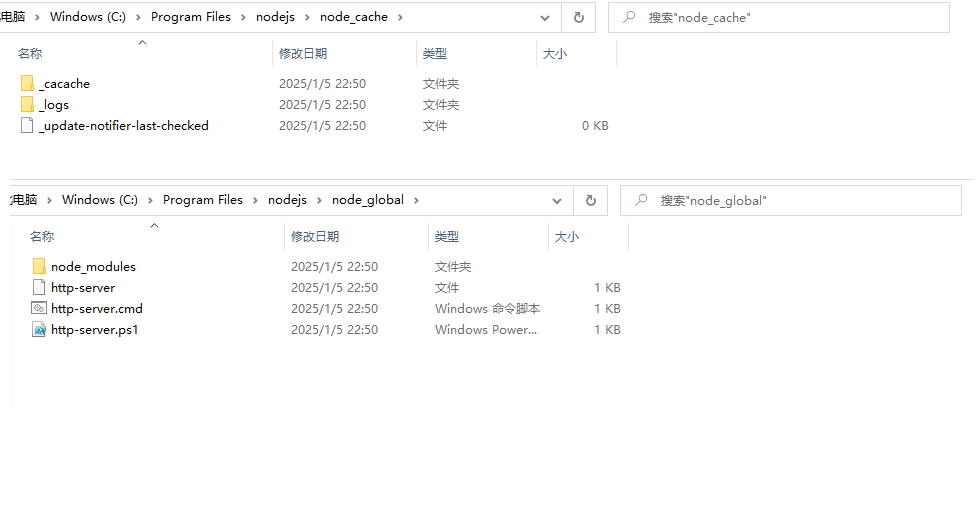 电脑 › Windows (C:) › Program Files › nodejs › node_cache › 搜索"node_cache"
名称 修改日期 类型 大小
_cacache 2025/1/5 22:50 文件夹
_logs 2025/1/5 22:50 文件夹
_update-notifier-last-checked 2025/1/5 22:50 文件 0 KB
电脑 › Windows (C:) › Program Files › nodejs › node_global › 搜索"node_global"
名称 修改日期 类型 大小
node_modules 2025/1/5 22:50 文件夹
http-server 2025/1/5 22:50 文件 1 KB
http-server.cmd 2025/1/5 22:50 Windows 命令脚本 1 KB
http-server.ps1 2025/1/5 22:50 Windows Power... 1 KB